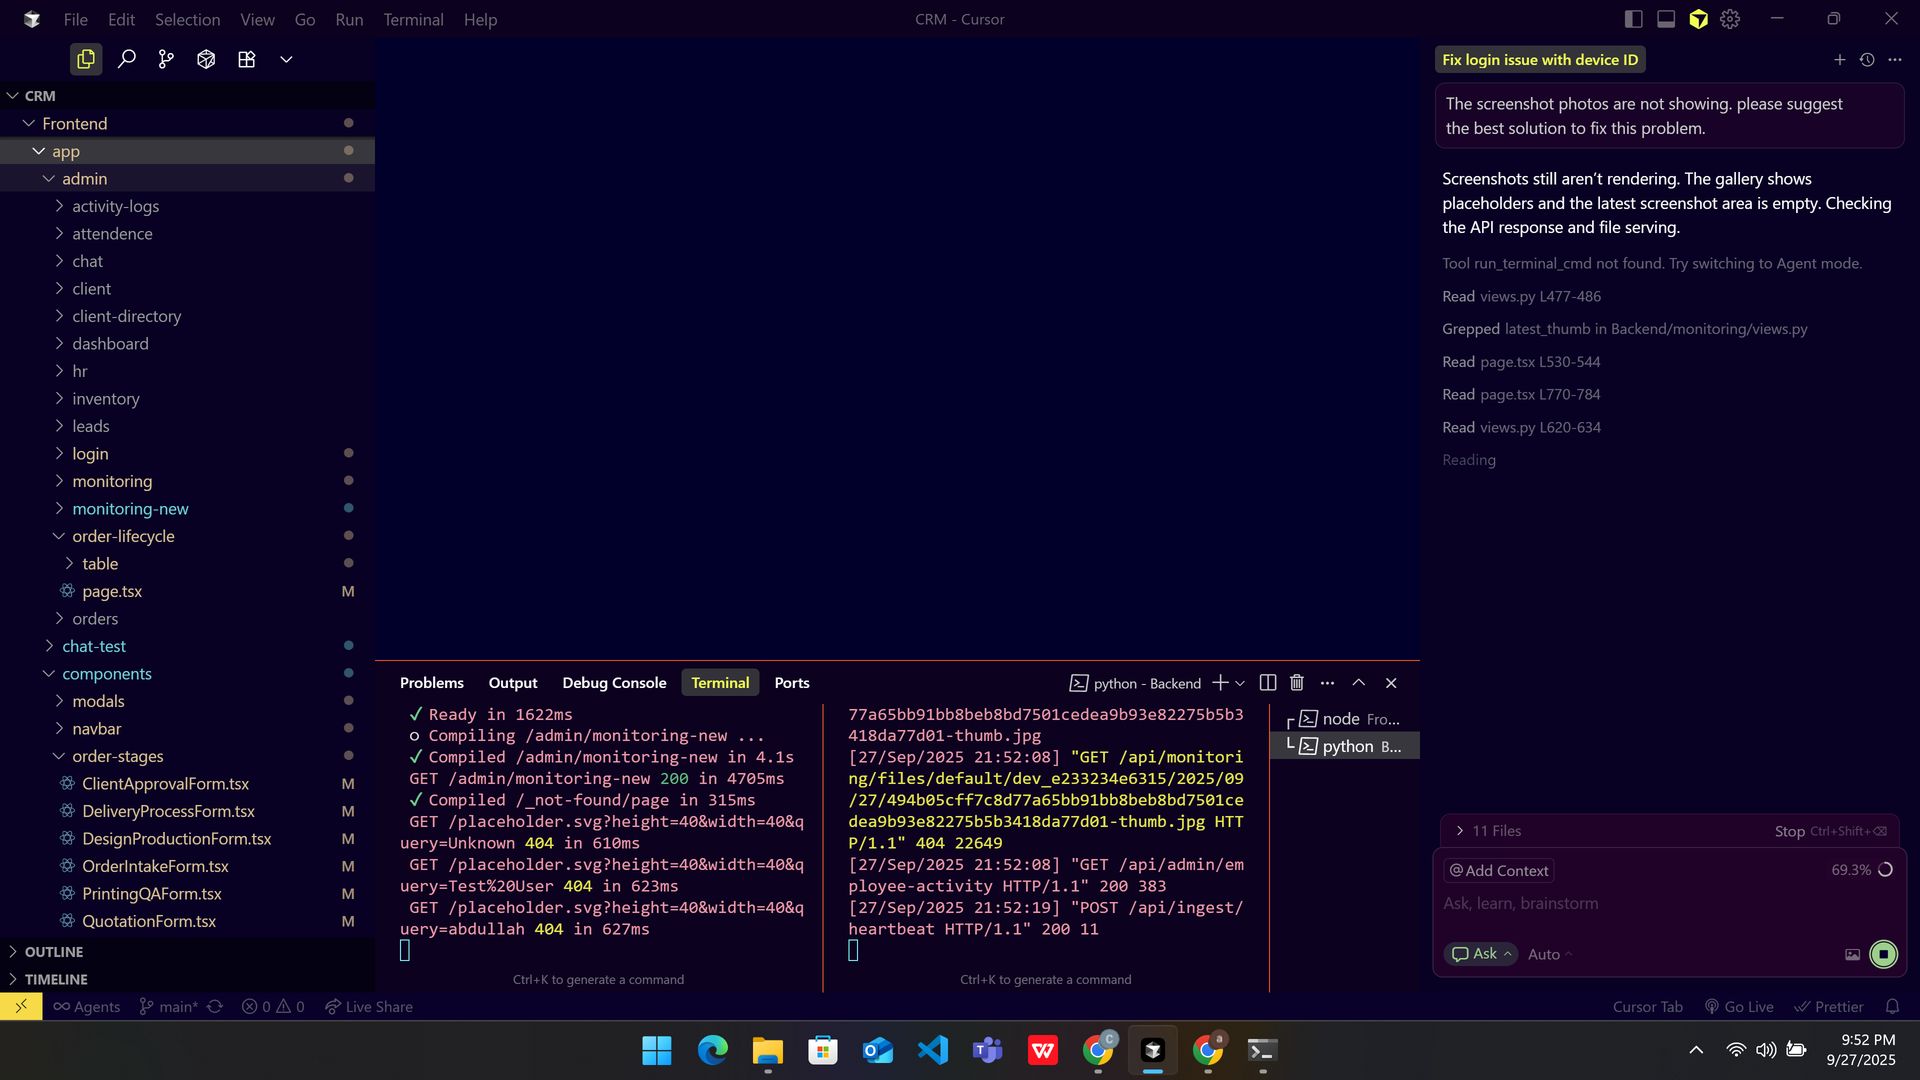 File Edit Selection View Go Run Terminal Help
CRM - Cursor
CRM
Frontend
app
admin
activity-logs
attendence
chat
client
client-directory
dashboard
hr
inventory
leads
login
monitoring
monitoring-new
order-lifecycle
table
page.tsx M
orders
chat-test
components
modals
navbar
order-stages
ClientApprovalForm.tsx M
DeliveryProcessForm.tsx M
DesignProductionForm.tsx M
OrderIntakeForm.tsx M
PrintingQAForm.tsx M
QuotationForm.tsx M
OUTLINE
TIMELINE
Problems Output Debug Console Terminal Ports
python - Backend
✓ Ready in 1622ms
○ Compiling /admin/monitoring-new ...
✓ Compiled /admin/monitoring-new in 4.1s
GET /admin/monitoring-new 200 in 4705ms
✓ Compiled /_not-found/page in 315ms
GET /placeholder.svg?height=40&width=40&q
uery=Unknown 404 in 610ms
GET /placeholder.svg?height=40&width=40&q
uery=Test%20User 404 in 623ms
GET /placeholder.svg?height=40&width=40&q
uery=abdullah 404 in 627ms
Ctrl+K to generate a command
77a65bb91bb8beb8bd7501cedea9b93e82275b5b3
418da77d01-thumb.jpg
[27/Sep/2025 21:52:08] "GET /api/monitori
ng/files/default/dev_e233234e6315/2025/09
/27/494b05cff7c8d77a65bb91bb8beb8bd7501ce
dea9b93e82275b5b3418da77d01-thumb.jpg HTT
P/1.1" 404 22649
[27/Sep/2025 21:52:08] "GET /api/admin/em
ployee-activity HTTP/1.1" 200 383
[27/Sep/2025 21:52:19] "POST /api/ingest/
heartbeat HTTP/1.1" 200 11
Ctrl+K to generate a command
node Fro...
python B...
Fix login issue with device ID
The screenshot photos are not showing. please suggest
the best solution to fix this problem.
Screenshots still aren’t rendering. The gallery shows
placeholders and the latest screenshot area is empty. Checking
the API response and file serving.
Tool run_terminal_cmd not found. Try switching to Agent mode.
Read views.py L477-486
Grepped latest_thumb in Backend/monitoring/views.py
Read page.tsx L530-544
Read page.tsx L770-784
Read views.py L620-634
Reading
11 Files Stop Ctrl+Shift+⌫
@ Add Context 69.3%
Ask, learn, brainstorm
Ask Auto
Agents main* 0 0 Live Share
Cursor Tab Go Live Prettier
9:52 PM
9/27/2025